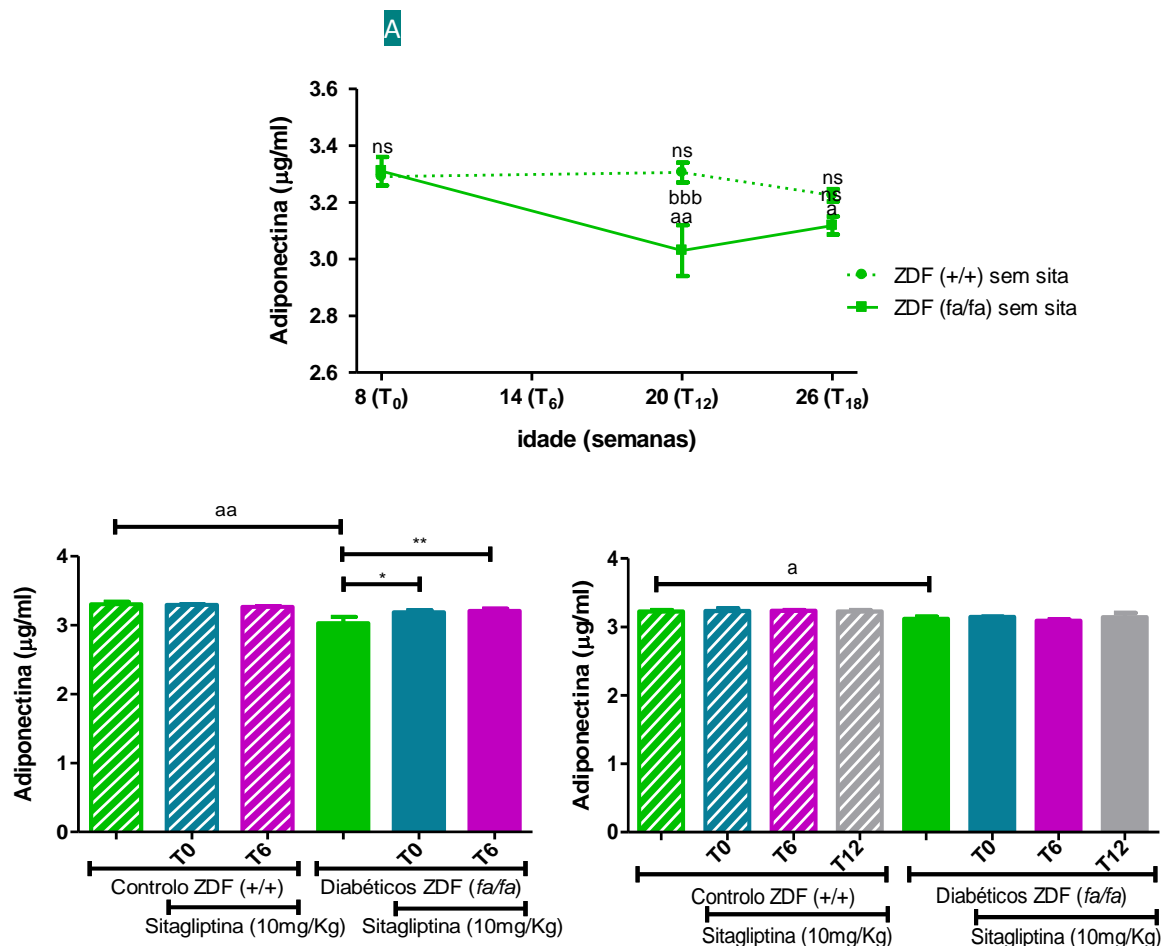 A
Adiponectina (µg/ml)
3.6
3.4
3.2
3.0
2.8
2.6
ns
ns
bbb
aa
ns
ns
a
8 (T0)
14 (T6)
20 (T12)
26 (T18)
idade (semanas)
ZDF (+/+) sem sita
ZDF (fa/fa) sem sita
Adiponectina (µg/ml)
4
3
2
1
0
aa
**
*
T0
T6
T0
T6
Controlo ZDF (+/+)
Diabéticos ZDF (fa/fa)
Sitagliptina (10mg/Kg)
Sitagliptina (10mg/Kg)
Adiponectina (µg/ml)
4
3
2
1
0
a
T0
T6
T12
T0
T6
T12
Controlo ZDF (+/+)
Diabéticos ZDF (fa/fa)
Sitagliptina (10mg/Kg)
Sitagliptina (10mg/Kg)